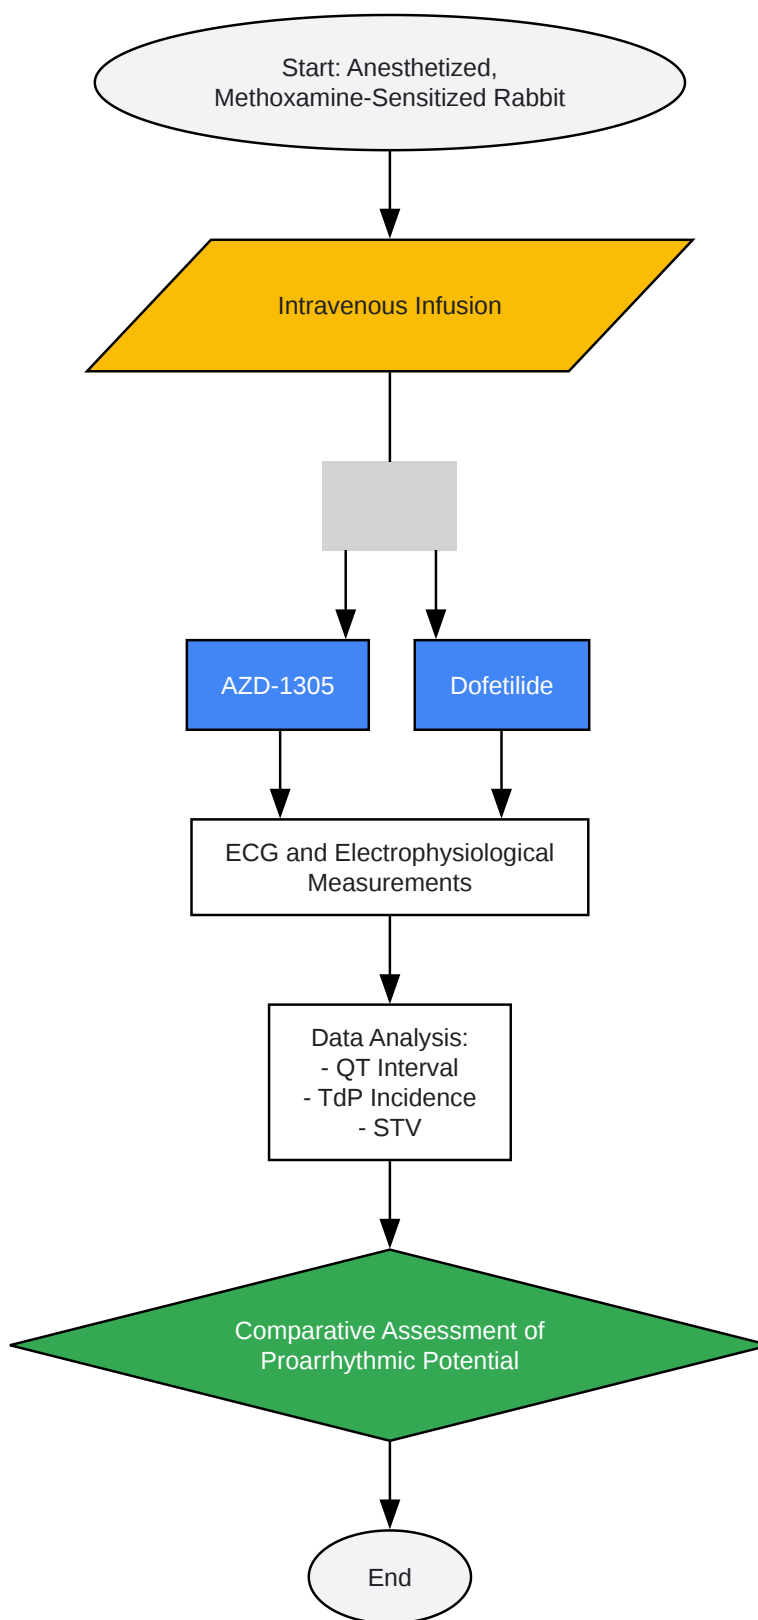 Start: Anesthetized,
Methoxamine-Sensitized Rabbit
Intravenous Infusion
AZD-1305
Dofetilide
ECG and Electrophysiological
Measurements
Data Analysis:
- QT Interval
- TdP Incidence
- STV
Comparative Assessment of
Proarrhythmic Potential
End